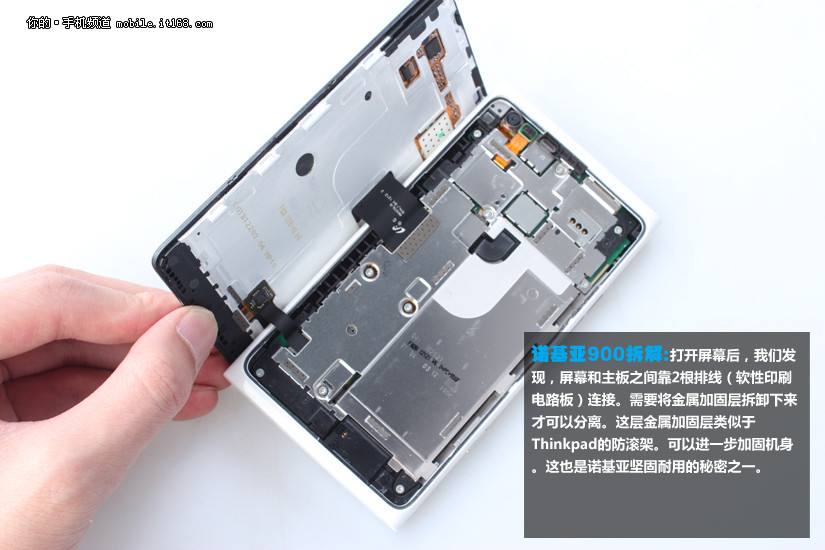 你的·手机频道 mobile.it168.com
诺基亚900拆解:打开屏幕后，我们发
现，屏幕和主板之间靠2根排线（软性印刷
电路板）连接。需要将金属加固层拆卸下来
才可以分离。这层金属加固层类似于
Thinkpad的防滚架。可以进一步加固机身
。这也是诺基亚坚固耐用的秘密之一。